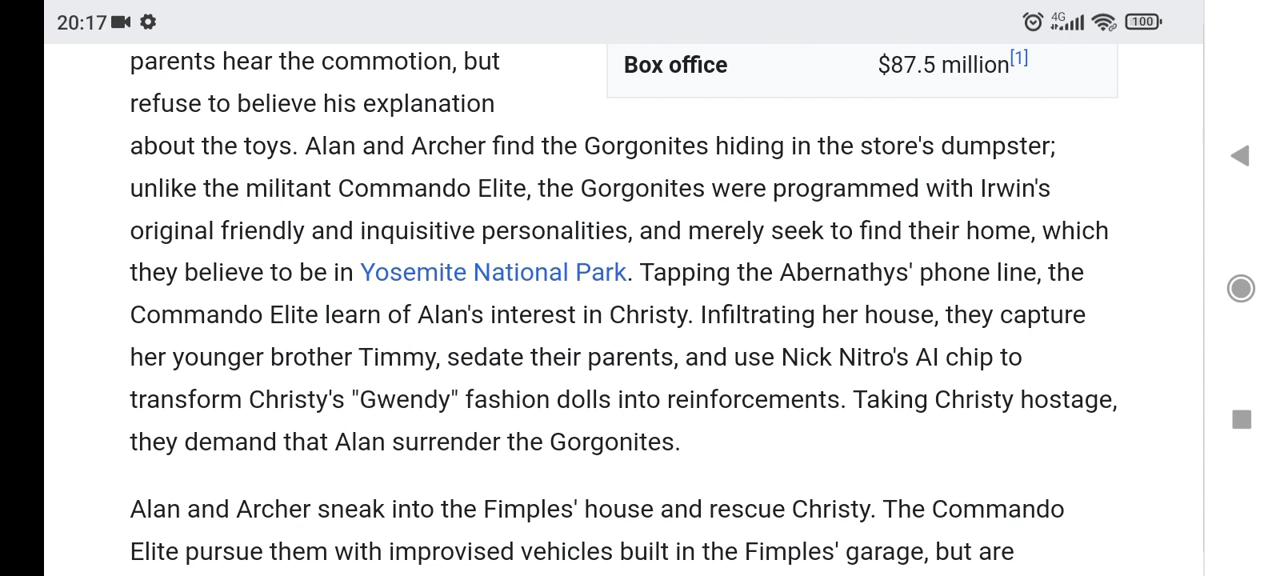 20:17
4G
100
parents hear the commotion, but
Box office $87.5 million[1]
refuse to believe his explanation
about the toys. Alan and Archer find the Gorgonites hiding in the store's dumpster;
unlike the militant Commando Elite, the Gorgonites were programmed with Irwin's
original friendly and inquisitive personalities, and merely seek to find their home, which
they believe to be in Yosemite National Park. Tapping the Abernathys' phone line, the
Commando Elite learn of Alan's interest in Christy. Infiltrating her house, they capture
her younger brother Timmy, sedate their parents, and use Nick Nitro's AI chip to
transform Christy's "Gwendy" fashion dolls into reinforcements. Taking Christy hostage,
they demand that Alan surrender the Gorgonites.
Alan and Archer sneak into the Fimples' house and rescue Christy. The Commando
Elite pursue them with improvised vehicles built in the Fimples' garage, but are